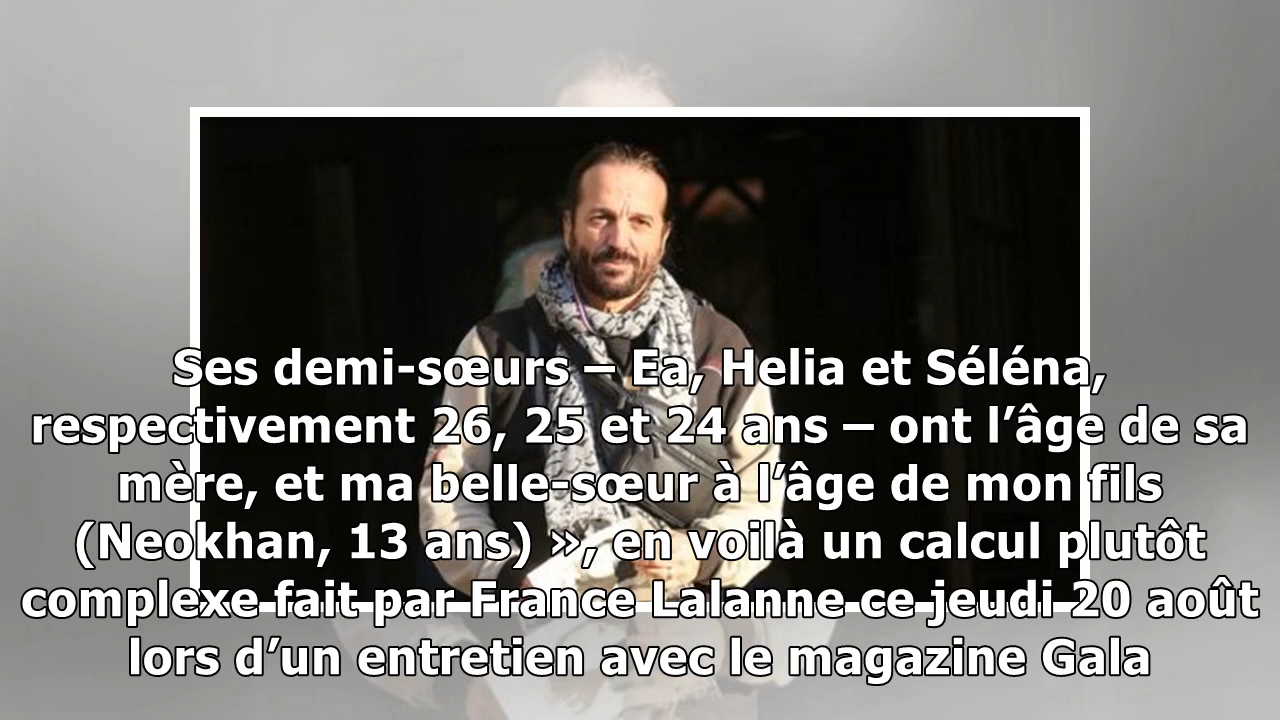 Ses demi-sœurs – Ea, Helia et Séléna,
respectivement 26, 25 et 24 ans – ont l’âge de sa
mère, et ma belle-sœur à l’âge de mon fils
(Neokhan, 13 ans) », en voilà un calcul plutôt
complexe fait par France Lalanne ce jeudi 20 août
lors d’un entretien avec le magazine Gala